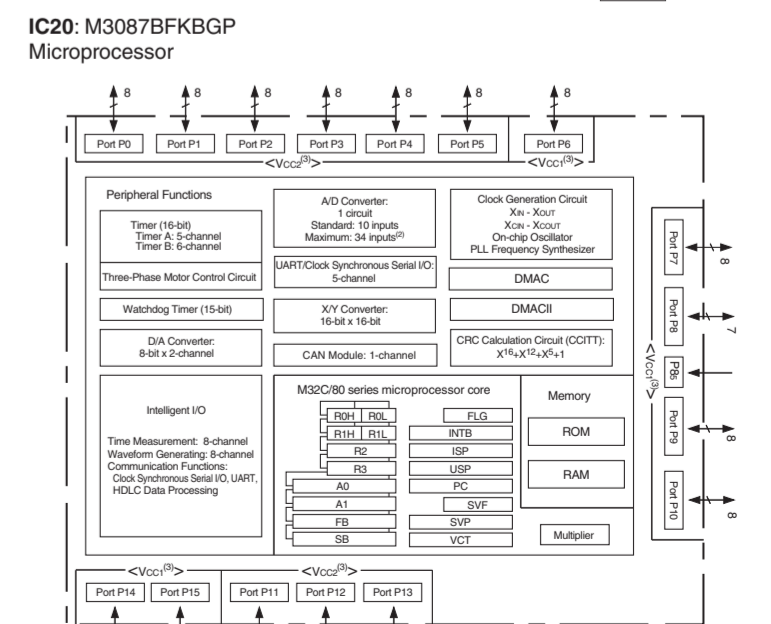 IC20: M3087BFKBGP
Microprocessor
8 8 8 8 8 8 8
Port P0 Port P1 Port P2 Port P3 Port P4 Port P5 Port P6
<VCC2(3)> <VCC1(3)>
Peripheral Functions
Timer (16-bit)
Timer A: 5-channel
Timer B: 6-channel
Three-Phase Motor Control Circuit
Watchdog Timer (15-bit)
D/A Converter:
8-bit x 2-channel
Intelligent I/O
Time Measurement: 8-channel
Waveform Generating: 8-channel
Communication Functions:
Clock Synchronous Serial I/O, UART,
HDLC Data Processing
A/D Converter:
1 circuit
Standard: 10 inputs
Maximum: 34 inputs(2)
UART/Clock Synchronous Serial I/O:
5-channel
X/Y Converter:
16-bit x 16-bit
CAN Module: 1-channel
Clock Generation Circuit
XIN - XOUT
XCIN - XCOUT
On-chip Oscillator
PLL Frequency Synthesizer
DMAC
DMACII
CRC Calculation Circuit (CCITT):
X16+X12+X5+1
M32C/80 series microprocessor core
R0H R0L
R1H R1L
R2
R3
A0
A1
FB
SB
FLG
INTB
ISP
USP
PC
SVF
SVP
VCT
Memory
ROM
RAM
Multiplier
<VCC1(3)>
Port P7 8
Port P8 7
P85
Port P9 8
Port P10 8
<VCC1(3)> <VCC2(3)>
Port P14 Port P15 Port P11 Port P12 Port P13